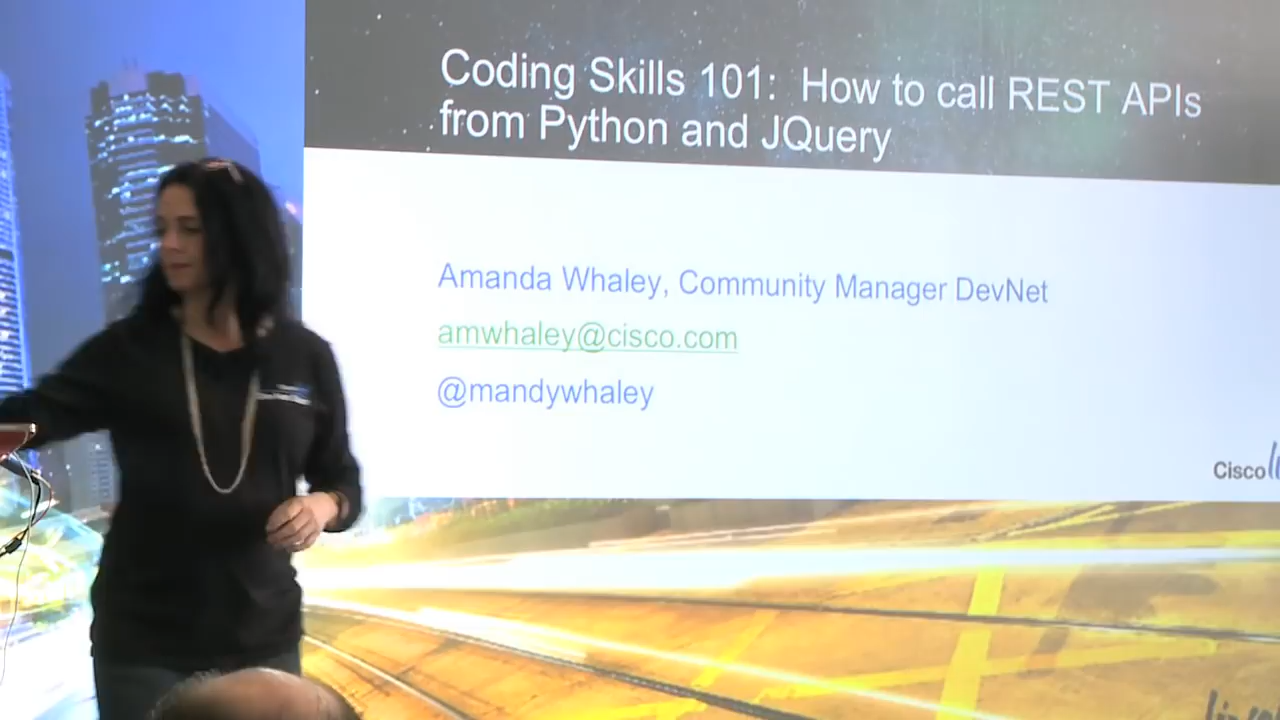 Coding Skills 101: How to call REST APIs
from Python and JQuery
Amanda Whaley, Community Manager DevNet
amwhaley@cisco.com
@mandywhaley
Cisco